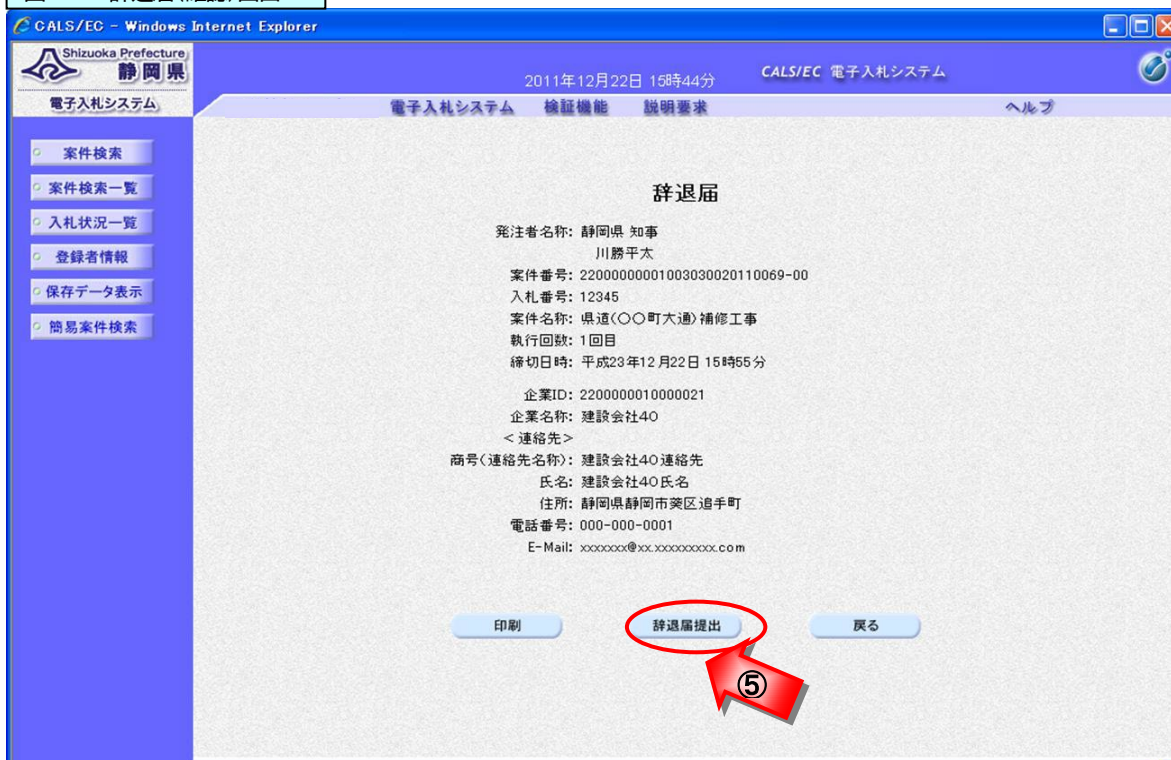 CALS/EC - Windows Internet Explorer
Shizuoka Prefecture
静岡県
電子入札システム
2011年12月22日 15時44分
CALS/EC 電子入札システム
電子入札システム 検証機能 説明要求 ヘルプ
案件検索
案件検索一覧
入札状況一覧
登録者情報
保存データ表示
簡易案件検索
辞退届
発注者名称: 静岡県 知事
川勝平太
案件番号: 22000000001003030020110069-00
入札番号: 12345
案件名称: 県道(〇〇町大通)補修工事
執行回数: 1回目
締切日時: 平成23年12月22日 15時55分
企業ID: 2200000010000021
企業名称: 建設会社40
<連絡先>
商号(連絡先名称): 建設会社40連絡先
氏名: 建設会社40氏名
住所: 静岡県静岡市葵区追手町
電話番号: 000-000-0001
E-Mail: xxxxxxx@xx.xxxxxxxxx.com
印刷 辞退届提出 戻る
⑤